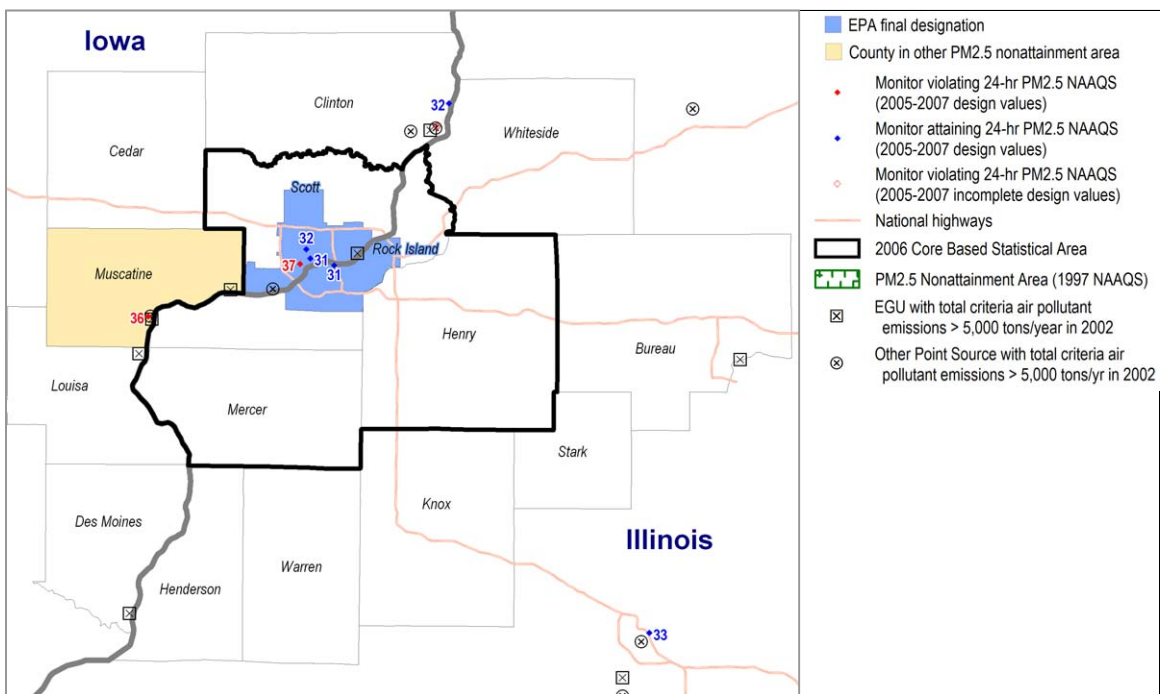 Iowa
Clinton
32
Whiteside
Cedar
Scott
32
31
37
31
Rock Island
Muscatine
36
Henry
Bureau
Louisa
Mercer
Stark
Knox
Des Moines
Illinois
Warren
Henderson
33
EPA final designation
County in other PM2.5 nonattainment area
Monitor violating 24-hr PM2.5 NAAQS
(2005-2007 design values)
Monitor attaining 24-hr PM2.5 NAAQS
(2005-2007 design values)
Monitor violating 24-hr PM2.5 NAAQS
(2005-2007 incomplete design values)
National highways
2006 Core Based Statistical Area
PM2.5 Nonattainment Area (1997 NAAQS)
EGU with total criteria air pollutant
emissions > 5,000 tons/year in 2002
Other Point Source with total criteria air
pollutant emissions > 5,000 tons/yr in 2002